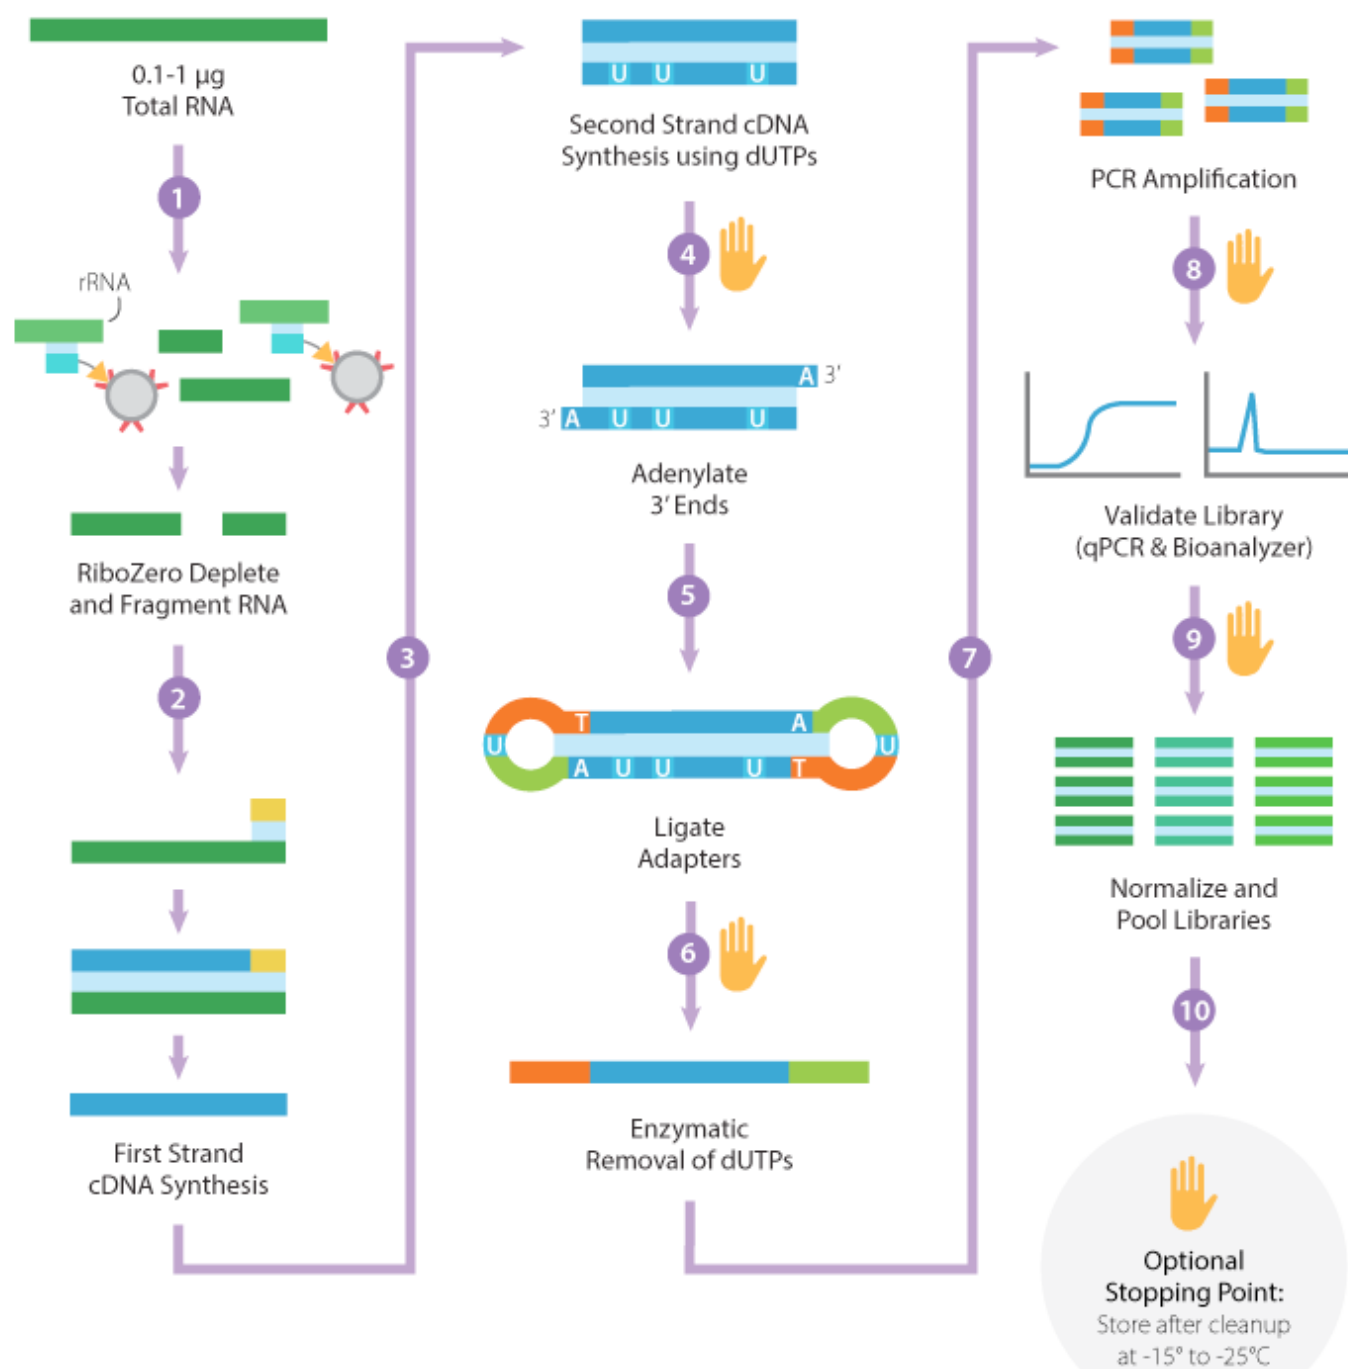 0.1-1 µg
Total RNA
1
rRNA
RiboZero Deplete
and Fragment RNA
2
First Strand
cDNA Synthesis
3
U U U
Second Strand cDNA
Synthesis using dUTPs
4
A 3′
3′ A U U U
Adenylate
3′ Ends
5
T A
U U
A U U U T
Ligate
Adapters
6
Enzymatic
Removal of dUTPs
7
PCR Amplification
8
Validate Library
(qPCR & Bioanalyzer)
9
Normalize and
Pool Libraries
10
Optional
Stopping Point:
Store after cleanup
at -15° to -25°C